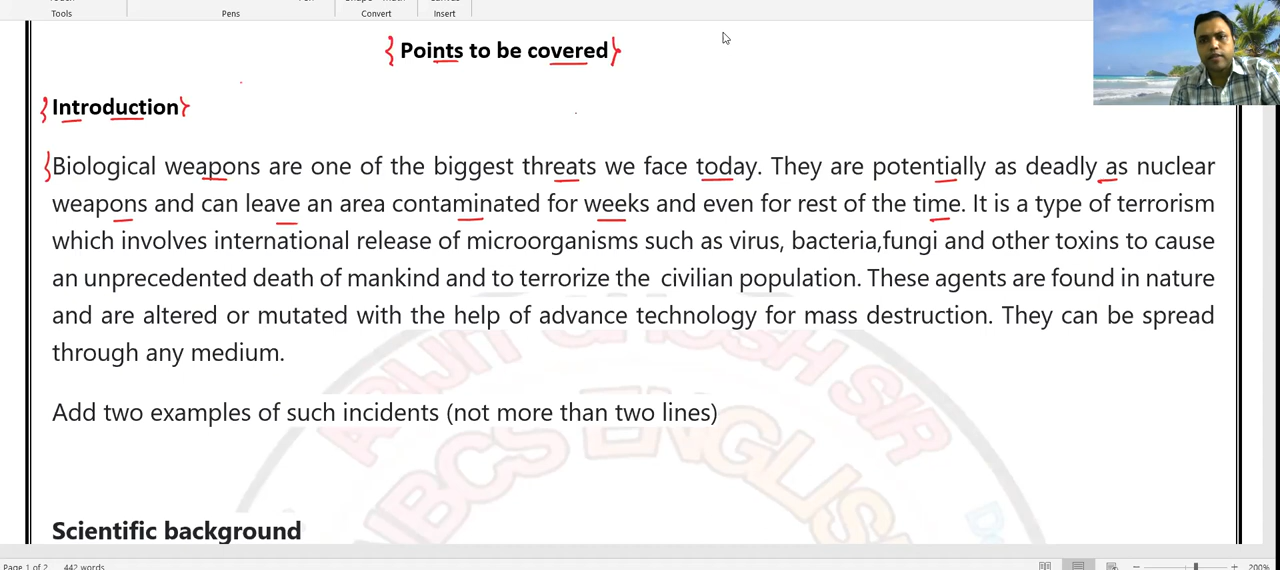 Tools Pens Convert Insert
{Points to be covered}
{Introduction}
Biological weapons are one of the biggest threats we face today. They are potentially as deadly as nuclear
weapons and can leave an area contaminated for weeks and even for rest of the time. It is a type of terrorism
which involves international release of microorganisms such as virus, bacteria,fungi and other toxins to cause
an unprecedented death of mankind and to terrorize the civilian population. These agents are found in nature
and are altered or mutated with the help of advance technology for mass destruction. They can be spread
through any medium.
Add two examples of such incidents (not more than two lines)
ARIJIT GHOSH SIR
WBCS ENGLISH
Scientific background
Page 1 of 2 442 words 200%